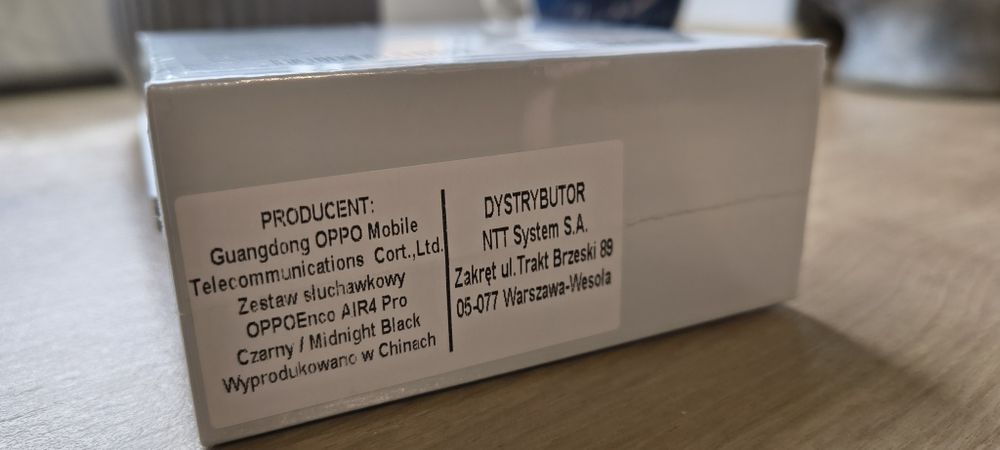 PRODUCENT:
Guangdong OPPO Mobile
Telecommunications Cort.,Ltd.
Zestaw słuchawkowy
OPPOEnco AIR4 Pro
Czarny / Midnight Black
Wyprodukowano w Chinach
DYSTRYBUTOR
NTT System S.A.
Zakręt ul.Trakt Brzeski 89
05-077 Warszawa-Wesoła